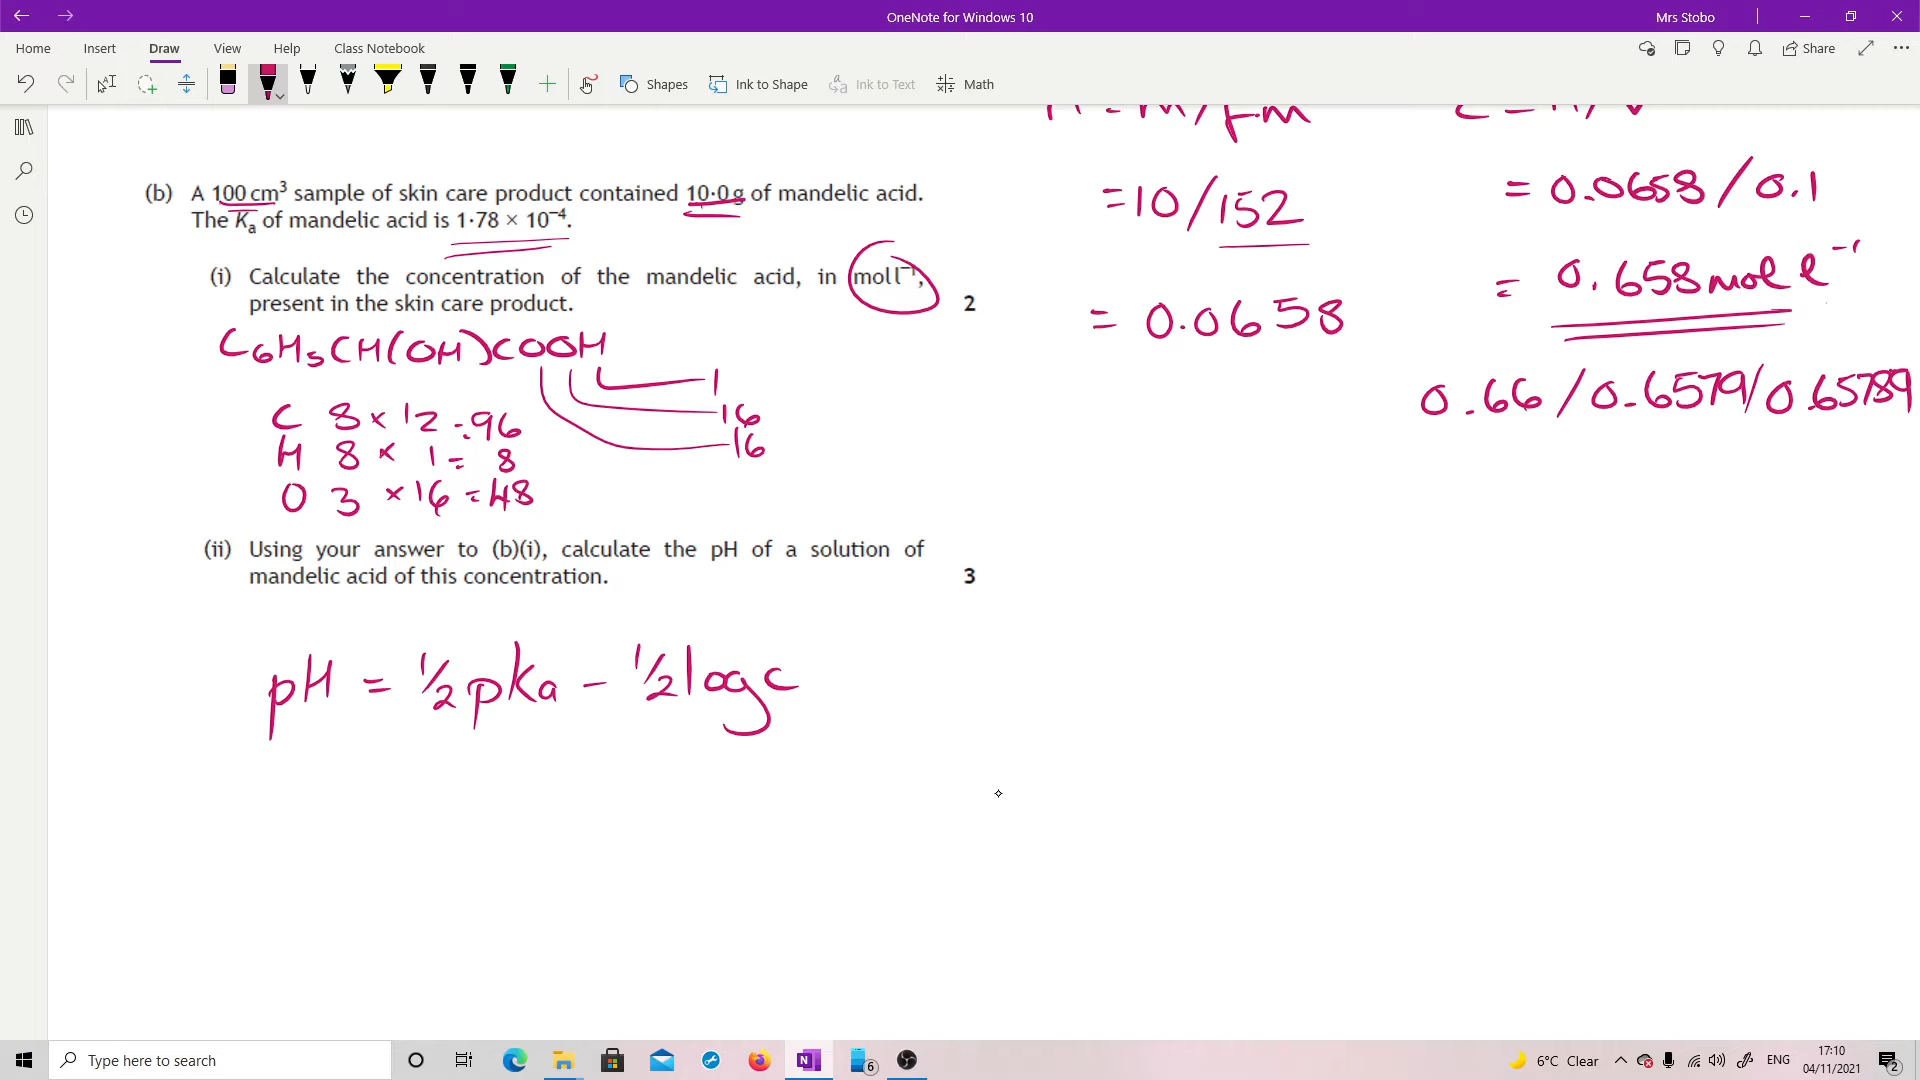 OneNote for Windows 10
Mrs Stobo
Home Insert Draw View Help Class Notebook
Share
Shapes Ink to Shape Ink to Text Math
(b) A 100 cm³ sample of skin care product contained 10·0 g of mandelic acid.
The Kₐ of mandelic acid is 1·78 × 10⁻⁴.
(i) Calculate the concentration of the mandelic acid, in mol l⁻¹,
present in the skin care product. 2
C₆H₅CH(OH)COOH
1
16
16
C 8 × 12 = 96
H 8 × 1 = 8
O 3 × 16 = 48
(ii) Using your answer to (b)(i), calculate the pH of a solution of
mandelic acid of this concentration. 3
pH = ½ pKa − ½ log c
= 10/152
= 0.0658
= 0.0658/0.1
= 0.658 mol l⁻¹
0.66/0.6579/0.65789
Type here to search
6
6°C Clear
ENG
17:10
04/11/2021
2